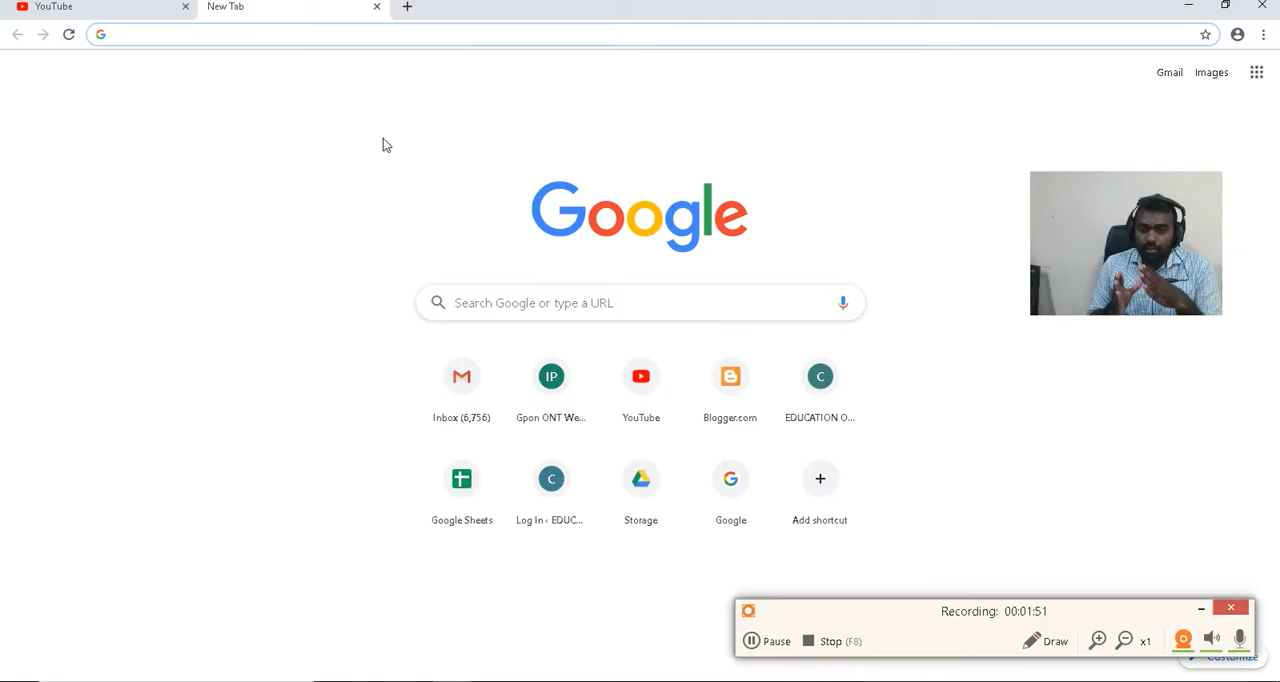 YouTube
New Tab
Gmail Images
Google
Search Google or type a URL
Inbox (6,756) Gpon ONT We... YouTube Blogger.com EDUCATION O...
IP C
Google Sheets Log In ‹ EDUC... Storage Google Add shortcut
C
Recording: 00:01:51
Pause Stop (F8) Draw x1
Customize